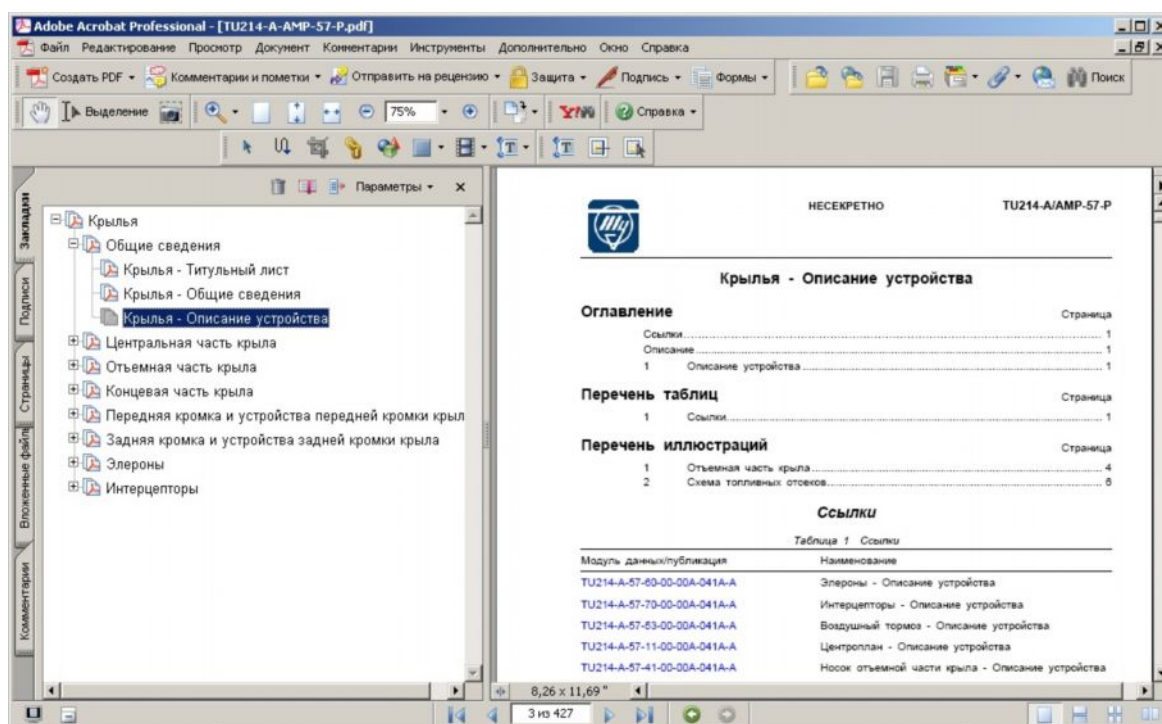 Adobe Acrobat Professional - [TU214-A-AMP-57-P.pdf]
Файл Редактирование Просмотр Документ Комментарии Инструменты Дополнительно Окно Справка
Создать PDF Комментарии и пометки Отправить на рецензию Защита Подпись Формы Поиск
Выделение 75% Y! Справка
Параметры x
Закладки
Подписи
Страницы
Вложенные файлы
Комментарии
Крылья
Общие сведения
Крылья - Титульный лист
Крылья - Общие сведения
Крылья - Описание устройства
Центральная часть крыла
Отъемная часть крыла
Концевая часть крыла
Передняя кромка и устройства передней кромки крыл
Задняя кромка и устройства задней кромки крыла
Элероны
Интерцепторы
Ту
НЕСЕКРЕТНО TU214-A/AMP-57-P
Крылья - Описание устройства
Оглавление Страница
Ссылки 1
Описание 1
1 Описание устройства 1
Перечень таблиц Страница
1 Ссылки 1
Перечень иллюстраций Страница
1 Отъемная часть крыла 4
2 Схема топливных отсеков 6
Ссылки
Таблица 1 Ссылки
Модуль данных/публикация Наименование
TU214-A-57-60-00-00A-041A-A Элероны - Описание устройства
TU214-A-57-70-00-00A-041A-A Интерцепторы - Описание устройства
TU214-A-57-53-00-00A-041A-A Воздушный тормоз - Описание устройства
TU214-A-57-11-00-00A-041A-A Центроплан - Описание устройства
TU214-A-57-41-00-00A-041A-A Носок отъемной части крыла - Описание устройства
8,26 x 11,69 "
3 из 427